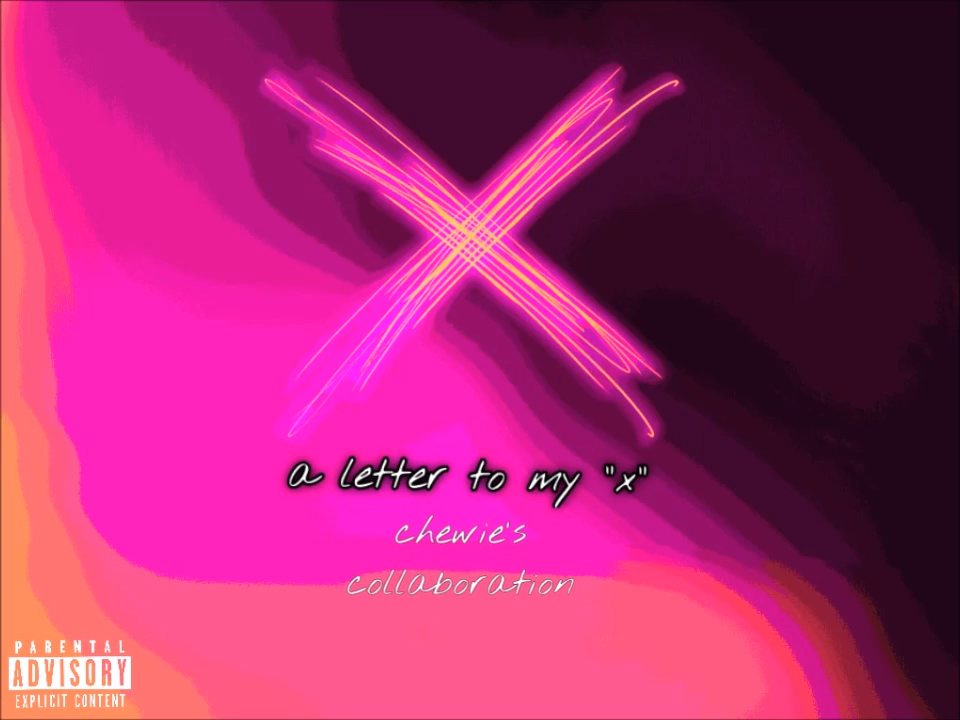 a letter to my "x"
chewie's
collaboration
PARENTAL
ADVISORY
EXPLICIT CONTENT